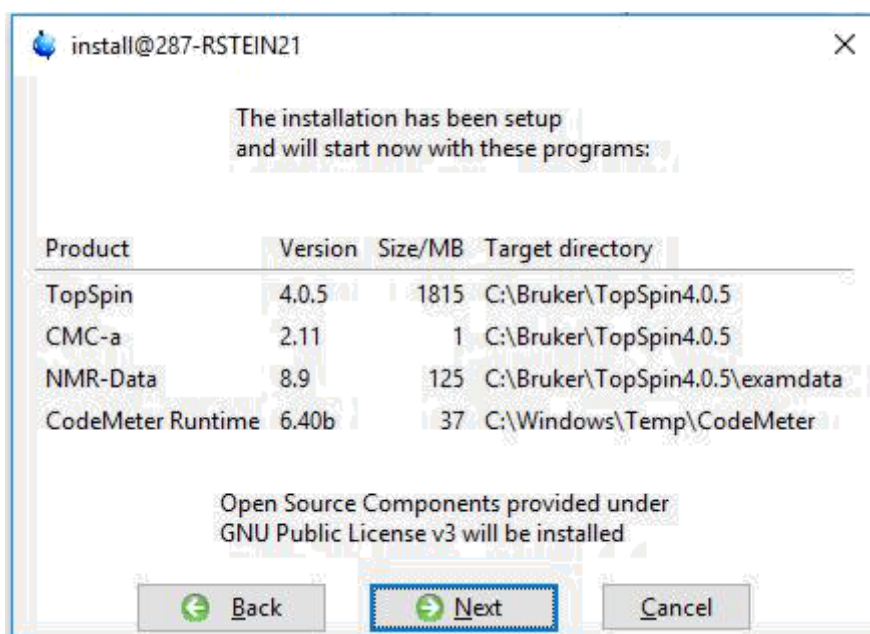 install@287-RSTEIN21
The installation has been setup
and will start now with these programs:
Product Version Size/MB Target directory
TopSpin 4.0.5 1815 C:\Bruker\TopSpin4.0.5
CMC-a 2.11 1 C:\Bruker\TopSpin4.0.5
NMR-Data 8.9 125 C:\Bruker\TopSpin4.0.5\examdata
CodeMeter Runtime 6.40b 37 C:\Windows\Temp\CodeMeter
Open Source Components provided under
GNU Public License v3 will be installed
Back Next Cancel